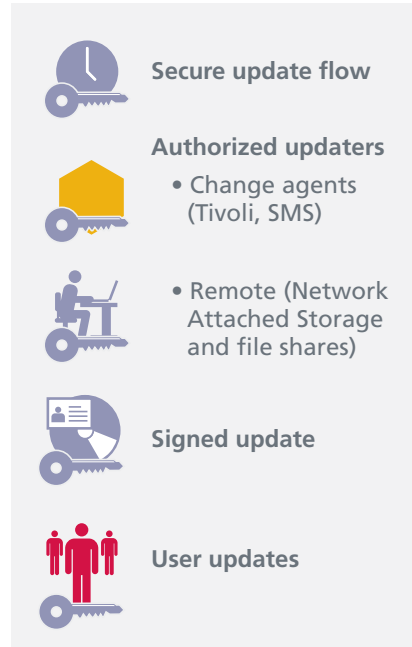 Secure update flow
Authorized updaters
• Change agents
(Tivoli, SMS)
• Remote (Network
Attached Storage
and file shares)
Signed update
User updates